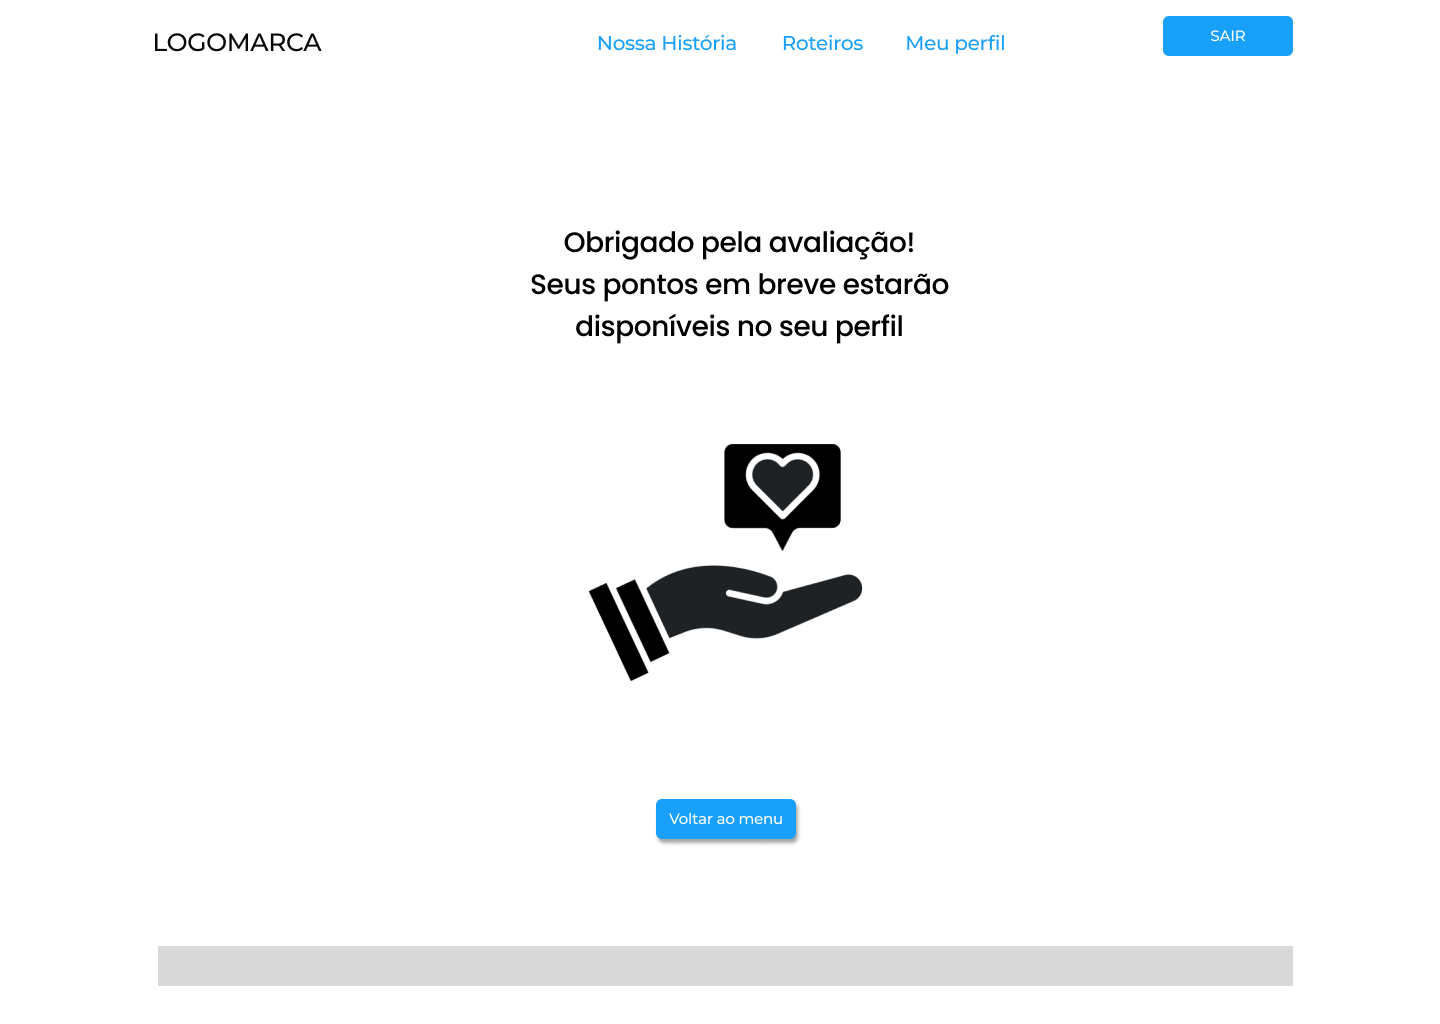 LOGOMARCA
Nossa História
Roteiros
Meu perfil
SAIR
Obrigado pela avaliação!
Seus pontos em breve estarão
disponíveis no seu perfil
Voltar ao menu